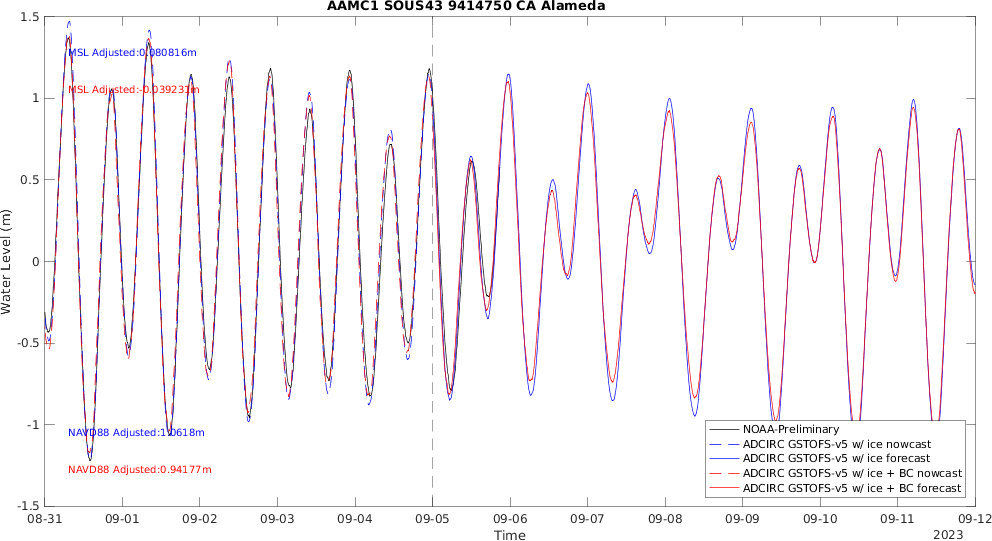 AAMC1 SOUS43 9414750 CA Alameda
1.5
MSL Adjusted:0.080816m
1
MSL Adjusted:-0.039231m
0.5
Water Level (m)
0
-0.5
-1
NAVD88 Adjusted:1.0618m
NAVD88 Adjusted:0.94177m
-1.5
NOAA-Preliminary
ADCIRC GSTOFS-v5 w/ ice nowcast
ADCIRC GSTOFS-v5 w/ ice forecast
ADCIRC GSTOFS-v5 w/ ice + BC nowcast
ADCIRC GSTOFS-v5 w/ ice + BC forecast
08-31 09-01 09-02 09-03 09-04 09-05 09-06 09-07 09-08 09-09 09-10 09-11 09-12
Time
2023